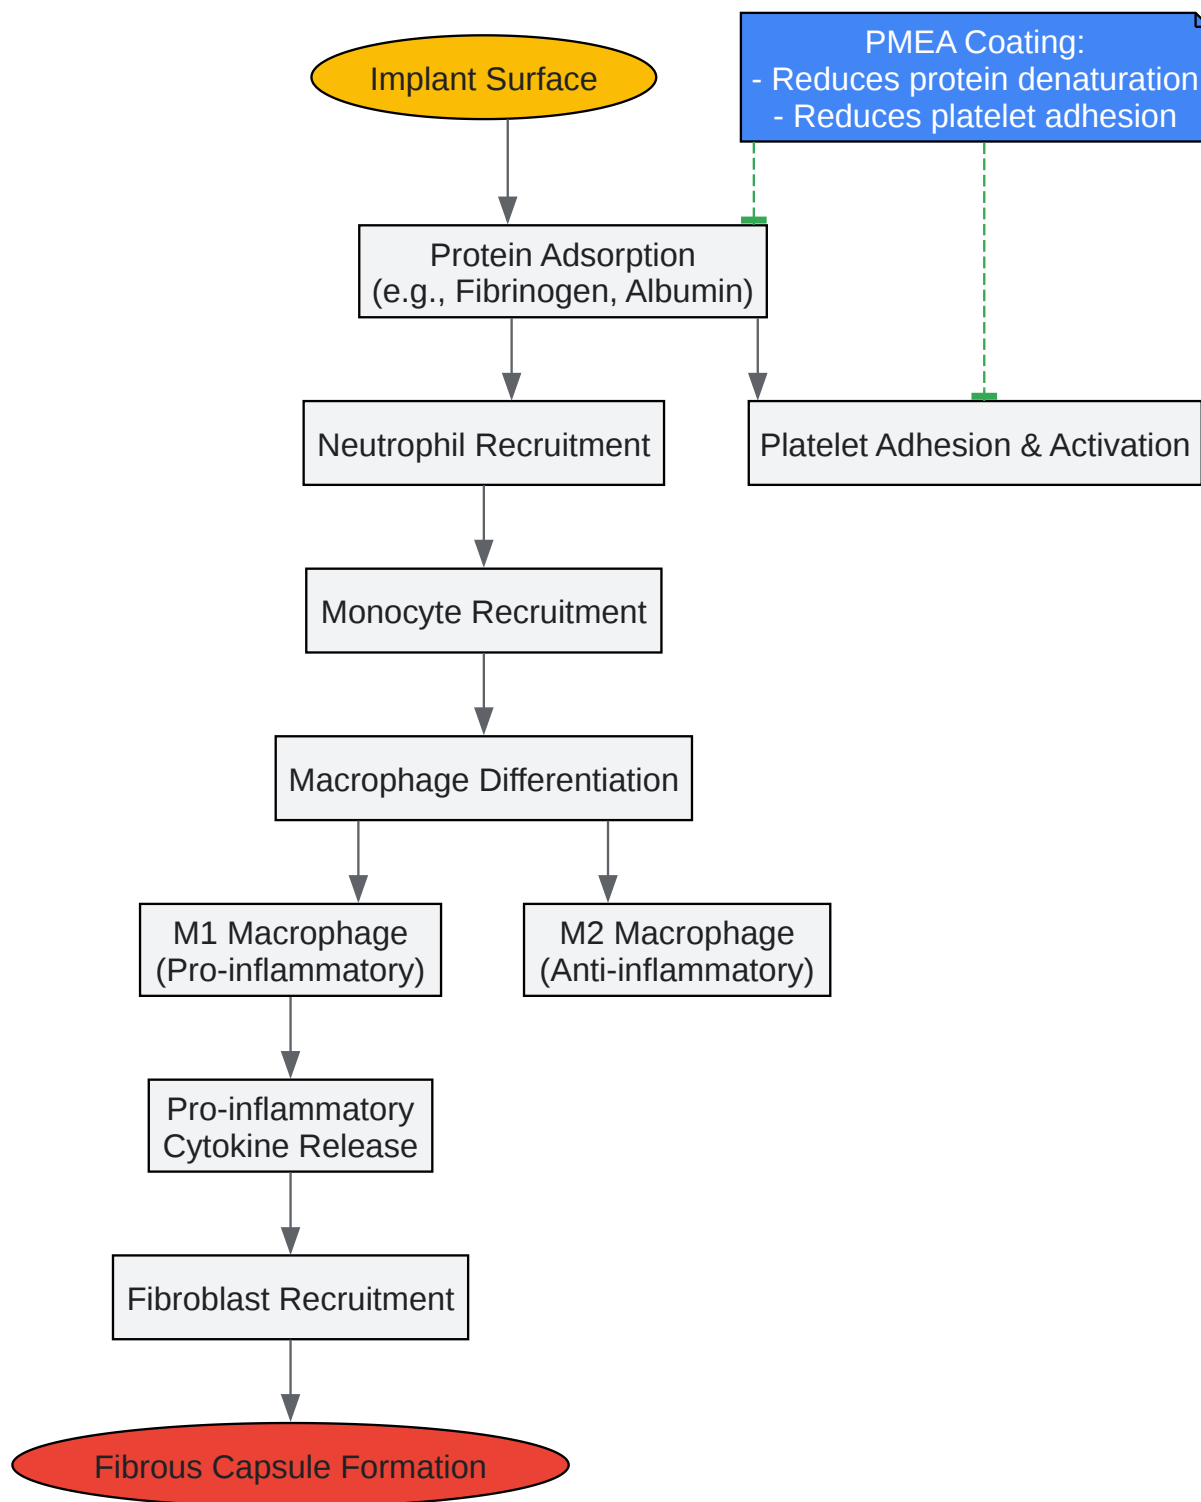 Implant Surface
PMEA Coating:
- Reduces protein denaturation
- Reduces platelet adhesion
Protein Adsorption
(e.g., Fibrinogen, Albumin)
Neutrophil Recruitment
Platelet Adhesion & Activation
Monocyte Recruitment
Macrophage Differentiation
M1 Macrophage
(Pro-inflammatory)
M2 Macrophage
(Anti-inflammatory)
Pro-inflammatory
Cytokine Release
Fibroblast Recruitment
Fibrous Capsule Formation